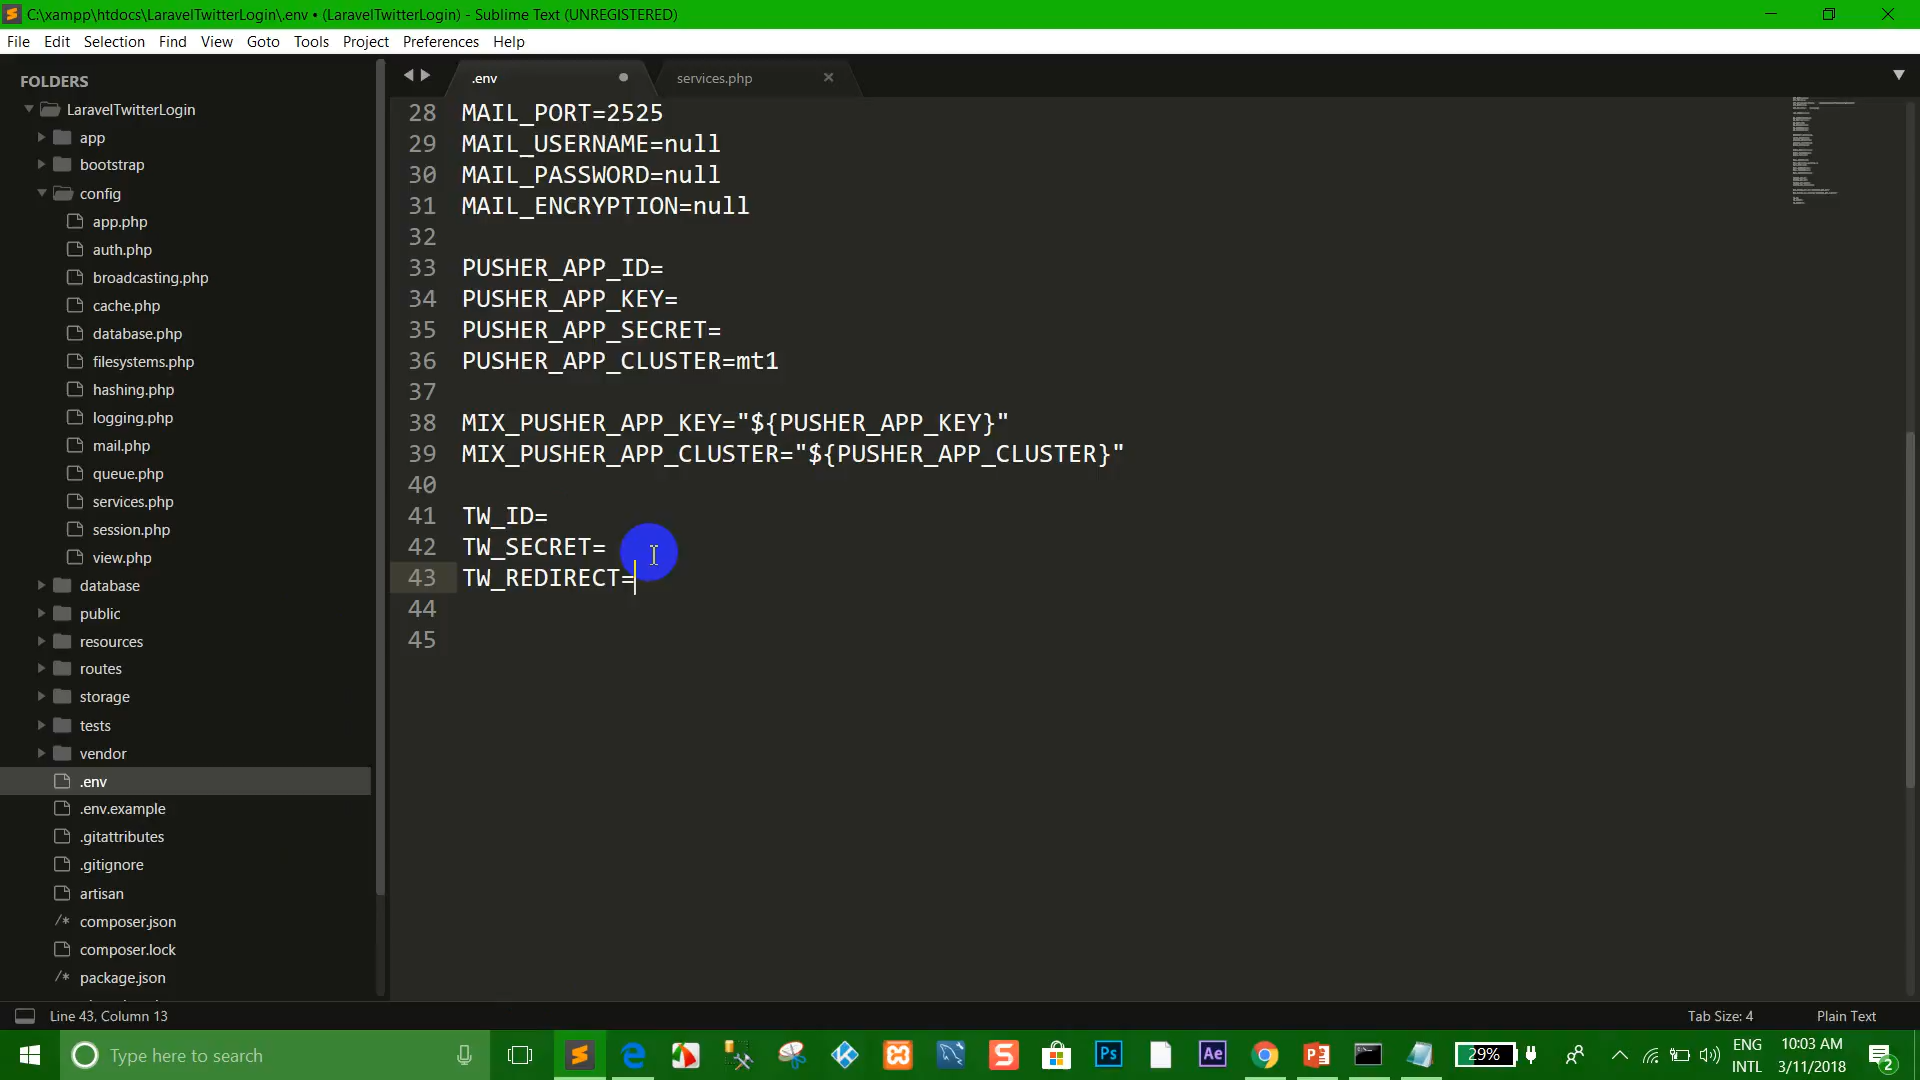 C:\xampp\htdocs\LaravelTwitterLogin\.env • (LaravelTwitterLogin) - Sublime Text (UNREGISTERED)
File Edit Selection Find View Goto Tools Project Preferences Help
FOLDERS
LaravelTwitterLogin
app
bootstrap
config
app.php
auth.php
broadcasting.php
cache.php
database.php
filesystems.php
hashing.php
logging.php
mail.php
queue.php
services.php
session.php
view.php
database
public
resources
routes
storage
tests
vendor
.env
.env.example
.gitattributes
.gitignore
artisan
/* composer.json
composer.lock
/* package.json
.env services.php
28 MAIL_PORT=2525
29 MAIL_USERNAME=null
30 MAIL_PASSWORD=null
31 MAIL_ENCRYPTION=null
32
33 PUSHER_APP_ID=
34 PUSHER_APP_KEY=
35 PUSHER_APP_SECRET=
36 PUSHER_APP_CLUSTER=mt1
37
38 MIX_PUSHER_APP_KEY="${PUSHER_APP_KEY}"
39 MIX_PUSHER_APP_CLUSTER="${PUSHER_APP_CLUSTER}"
40
41 TW_ID=
42 TW_SECRET=
43 TW_REDIRECT=
44
45
Line 43, Column 13 Tab Size: 4 Plain Text
Type here to search
Ps
Ae
29%
ENG
INTL
10:03 AM
3/11/2018
2